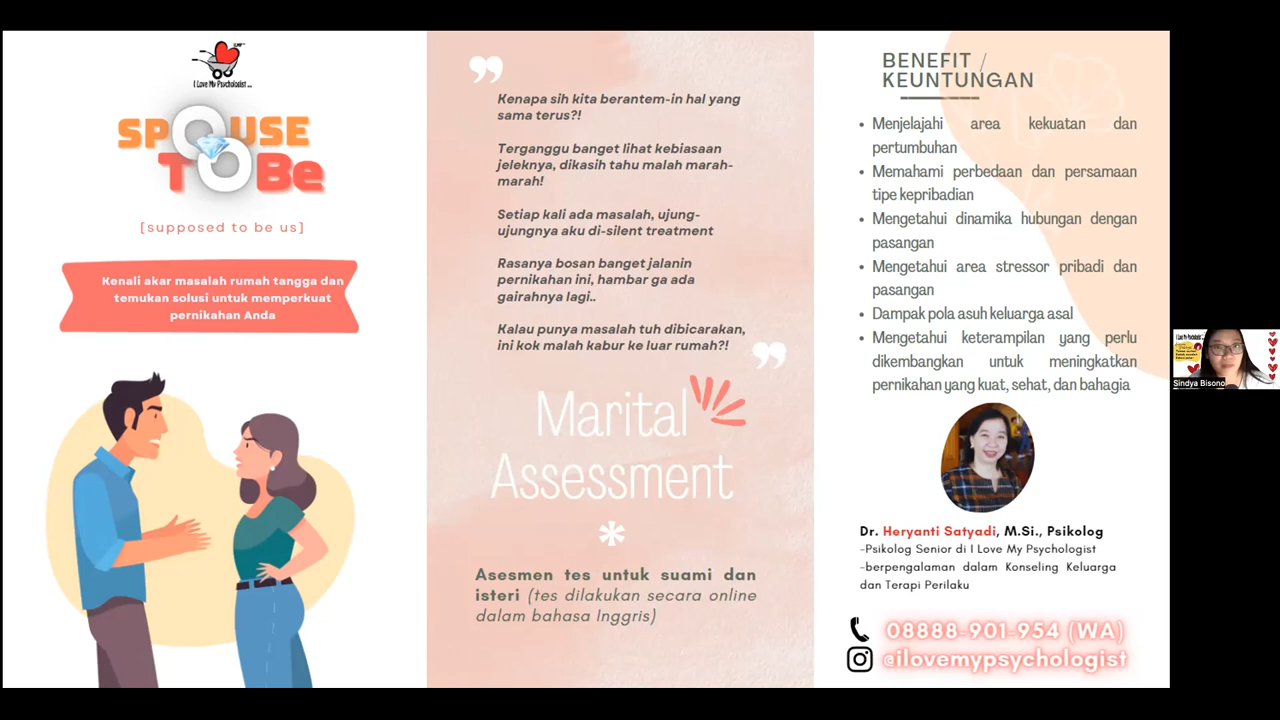 I Love My Psychologist
SPOUSE
TO Be
[supposed to be us]
Kenali akar masalah rumah tangga dan
temukan solusi untuk memperkuat
pernikahan Anda
”
Kenapa sih kita berantem-in hal yang
sama terus?!
Terganggu banget lihat kebiasaan
jeleknya, dikasih tahu malah marah-
marah!
Setiap kali ada masalah, ujung-
ujungnya aku di-silent treatment
Rasanya bosan banget jalanin
pernikahan ini, hambar ga ada
gairahnya lagi..
Kalau punya masalah tuh dibicarakan,
ini kok malah kabur ke luar rumah?!
”
Marital
Assessment
*
Asesmen tes untuk suami dan
isteri (tes dilakukan secara online
dalam bahasa Inggris)
BENEFIT /
KEUNTUNGAN
• Menjelajahi area kekuatan dan
pertumbuhan
• Memahami perbedaan dan persamaan
tipe kepribadian
• Mengetahui dinamika hubungan dengan
pasangan
• Mengetahui area stressor pribadi dan
pasangan
• Dampak pola asuh keluarga asal
• Mengetahui keterampilan yang perlu
dikembangkan untuk meningkatkan
pernikahan yang kuat, sehat, dan bahagia
Dr. Heryanti Satyadi, M.Si., Psikolog
-Psikolog Senior di I Love My Psychologist
-berpengalaman dalam Konseling Keluarga
dan Terapi Perilaku
08888-901-954 (WA)
@ilovemypsychologist
Sindya Bisono